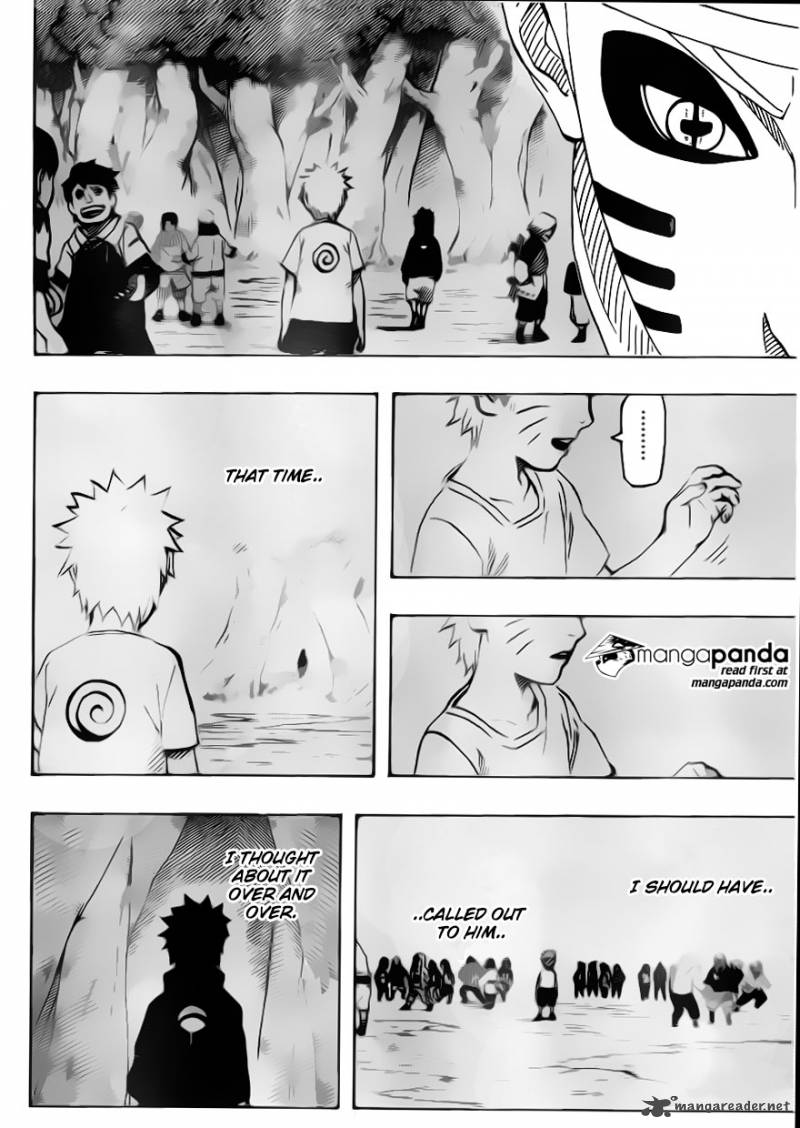 .........
THAT TIME..
mangapanda
read first at
mangapanda.com
I SHOULD HAVE..
..CALLED OUT
TO HIM..
I THOUGHT
ABOUT IT
OVER AND
OVER.
mangareader.net